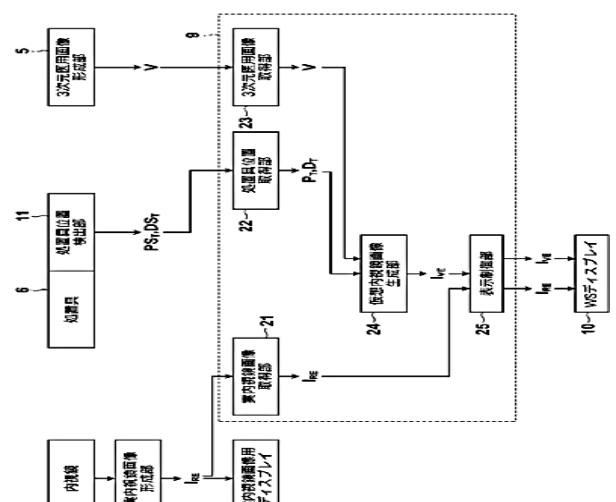 内視鏡
実内視鏡画像
形成部
I_RE
内視鏡画像用
ディスプレイ
6
処置具
11
処置具位置
検出部
PS_T,DS_T
5
3次元医用画像
形成部
V
9
21
実内視鏡画像
取得部
I_RE
22
処置具位置
取得部
P_T,D_T
23
3次元医用画像
取得部
V
24
仮想内視鏡画像
生成部
I_VE
25
表示制御部
I_RE
I_VE
10
WSディスプレイ